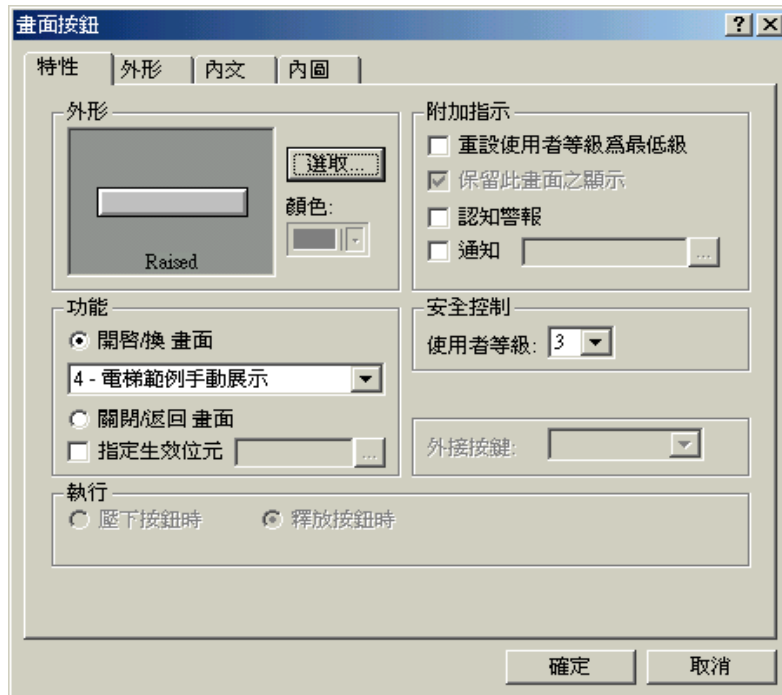 畫面按鈕
特性 外形 內文 內圖
外形
選取...
顏色:
Raised
附加指示
重設使用者等級為最低級
保留此畫面之顯示
認知警報
通知 ...
功能
開啓/換 畫面
4 - 電梯範例手動展示
關閉/返回 畫面
指定生效位元 ...
安全控制
使用者等級: 3
外接按鍵:
執行
壓下按鈕時 釋放按鈕時
確定 取消